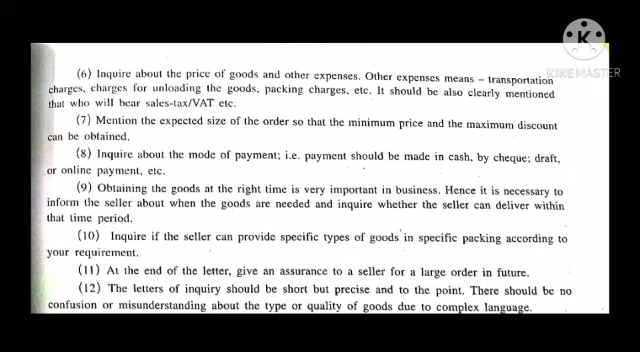 (6) Inquire about the price of goods and other expenses. Other expenses means – transportation
charges, charges for unloading the goods, packing charges, etc. It should be also clearly mentioned
that who will bear sales-tax/VAT etc.
(7) Mention the expected size of the order so that the minimum price and the maximum discount
can be obtained.
(8) Inquire about the mode of payment; i.e. payment should be made in cash, by cheque; draft,
or online payment, etc.
(9) Obtaining the goods at the right time is very important in business. Hence it is necessary to
inform the seller about when the goods are needed and inquire whether the seller can deliver within
that time period.
(10) Inquire if the seller can provide specific types of goods in specific packing according to
your requirement.
(11) At the end of the letter, give an assurance to a seller for a large order in future.
(12) The letters of inquiry should be short but precise and to the point. There should be no
confusion or misunderstanding about the type or quality of goods due to complex language.
K
KINEMASTER